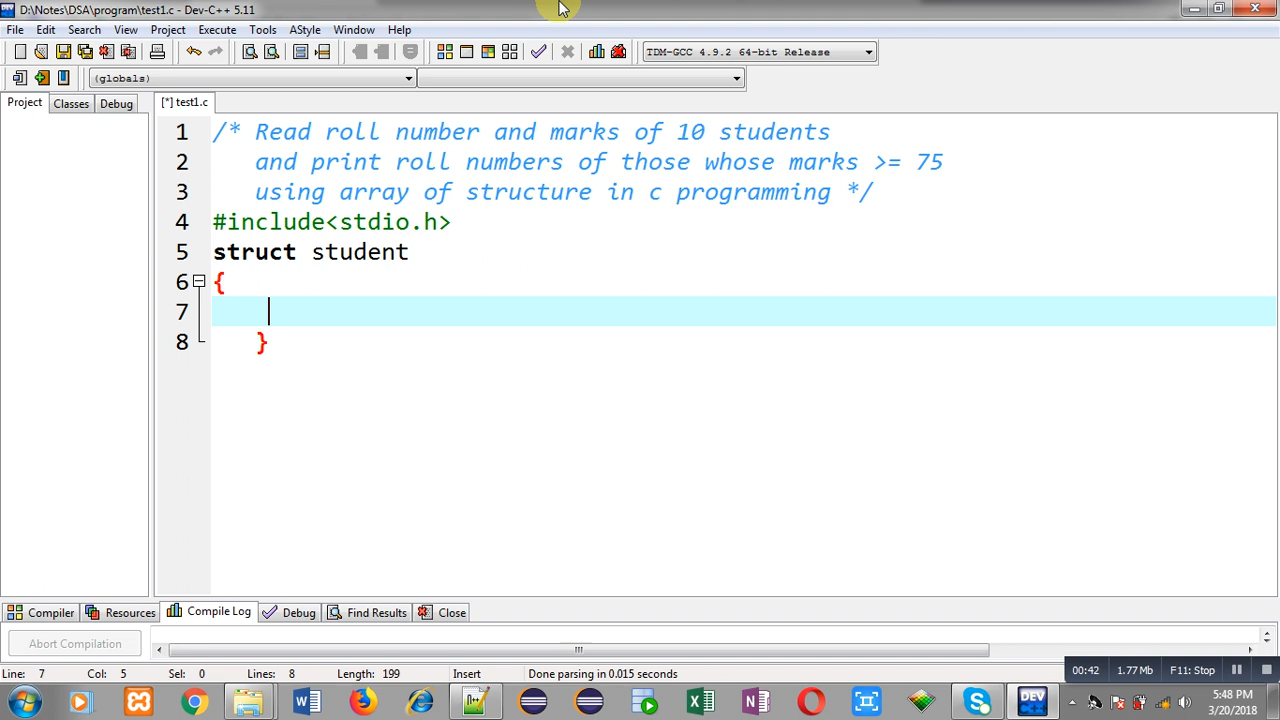 D:\Notes\DSA\program\test1.c - Dev-C++ 5.11
File Edit Search View Project Execute Tools AStyle Window Help
TDM-GCC 4.9.2 64-bit Release
(globals)
Project Classes Debug [*] test1.c
1 /* Read roll number and marks of 10 students
2 and print roll numbers of those whose marks >= 75
3 using array of structure in c programming */
4 #include<stdio.h>
5 struct student
6 {
7
8 }
Compiler Resources Compile Log Debug Find Results Close
Abort Compilation
Line: 7 Col: 5 Sel: 0 Lines: 8 Length: 199 Insert Done parsing in 0.015 seconds
00:42 1.77 Mb F11: Stop
DEV
5:48 PM
3/20/2018